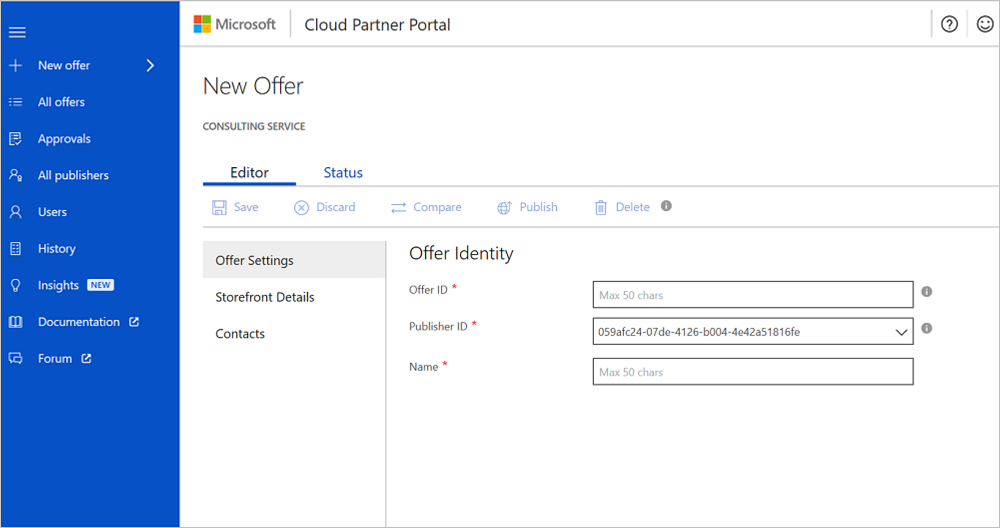 Microsoft
Cloud Partner Portal
New offer
All offers
Approvals
All publishers
Users
History
Insights NEW
Documentation
Forum
New Offer
CONSULTING SERVICE
Editor Status
Save Discard Compare Publish Delete
Offer Settings
Storefront Details
Contacts
Offer Identity
Offer ID * Max 50 chars
Publisher ID * 059afc24-07de-4126-b004-4e42a51816fe
Name * Max 50 chars